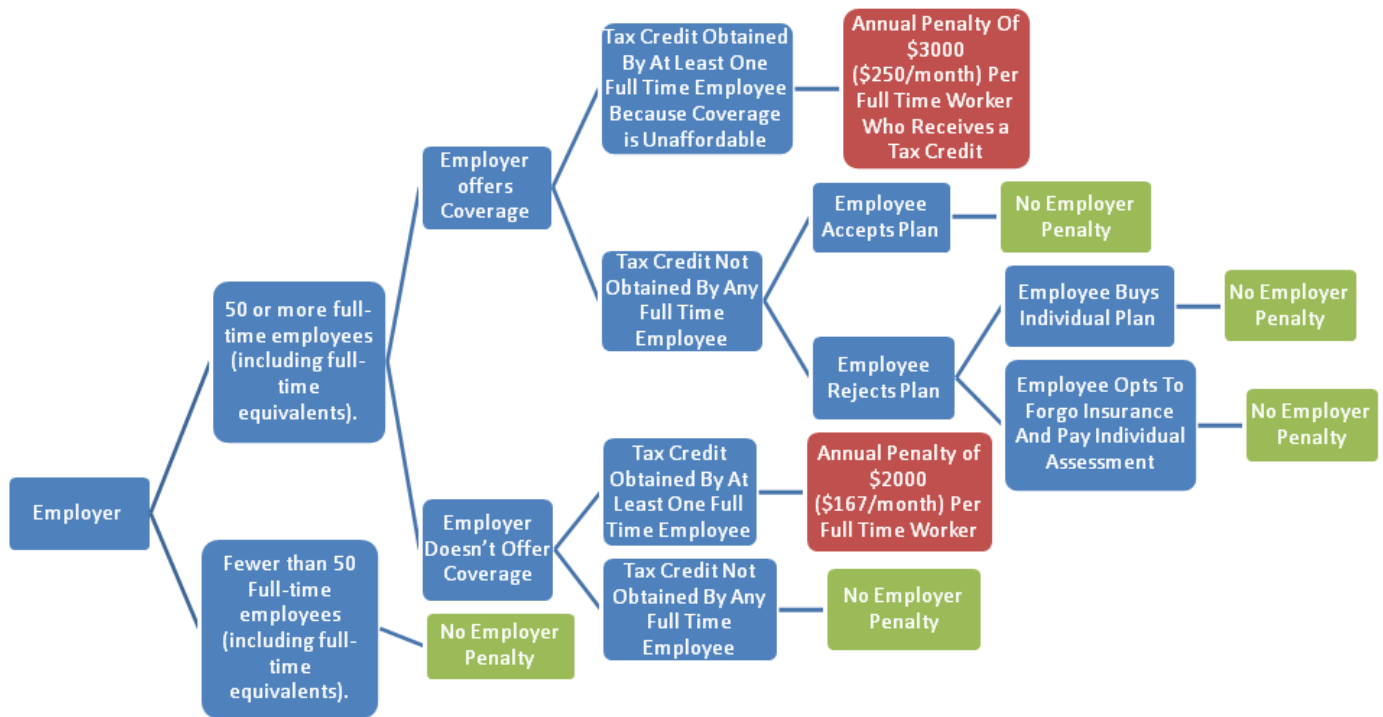 Employer
50 or more full-
time employees
(including full-
time
equivalents).
Fewer than 50
Full-time
employees
(including full-
time
equivalents).
No Employer
Penalty
Employer
offers
Coverage
Employer
Doesn’t Offer
Coverage
Tax Credit Obtained
By At Least One
Full Time Employee
Because Coverage
is Unaffordable
Annual Penalty Of
$3000
($250/month) Per
Full Time Worker
Who Receives a
Tax Credit
Tax Credit Not
Obtained By Any
Full Time
Employee
Employee
Accepts Plan
No Employer
Penalty
Employee
Rejects Plan
Employee Buys
Individual Plan
No Employer
Penalty
Employee Opts To
Forgo Insurance
And Pay Individual
Assessment
No Employer
Penalty
Tax Credit
Obtained By At
Least One Full
Time Employee
Annual Penalty of
$2000
($167/month) Per
Full Time Worker
Tax Credit Not
Obtained By Any
Full Time
Employee
No Employer
Penalty